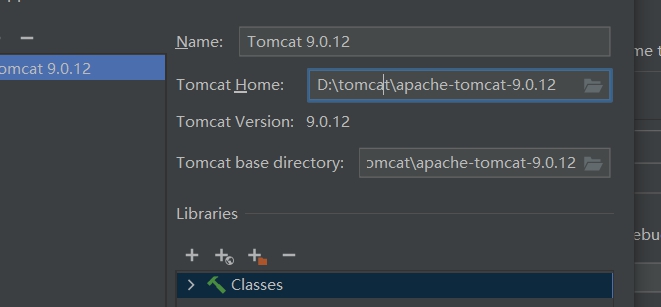 Name: Tomcat 9.0.12
omcat 9.0.12
Tomcat Home: D:\tomcat\apache-tomcat-9.0.12
Tomcat Version: 9.0.12
Tomcat base directory: omcat\apache-tomcat-9.0.12
Libraries
Classes